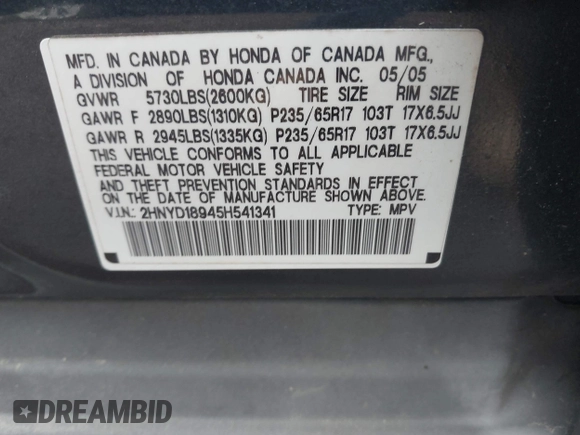 MFD. IN CANADA BY HONDA OF CANADA MFG.,
A DIVISION OF HONDA CANADA INC. 05/05
GVWR 5730LBS(2600KG) TIRE SIZE RIM SIZE
GAWR F 2890LBS(1310KG) P235/65R17 103T 17X6.5JJ
GAWR R 2945LBS(1335KG) P235/65R17 103T 17X6.5JJ
THIS VEHICLE CONFORMS TO ALL APPLICABLE
FEDERAL MOTOR VEHICLE SAFETY
AND THEFT PREVENTION STANDARDS IN EFFECT
ON THE DATE OF MANUFACTURE SHOWN ABOVE.
V.I.N.: 2HNYD18945H541341 TYPE: MPV
DREAMBID